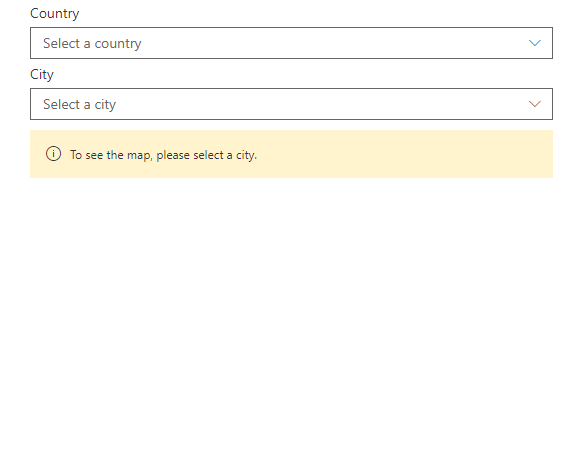 Country
Select a country
City
Select a city
To see the map, please select a city.